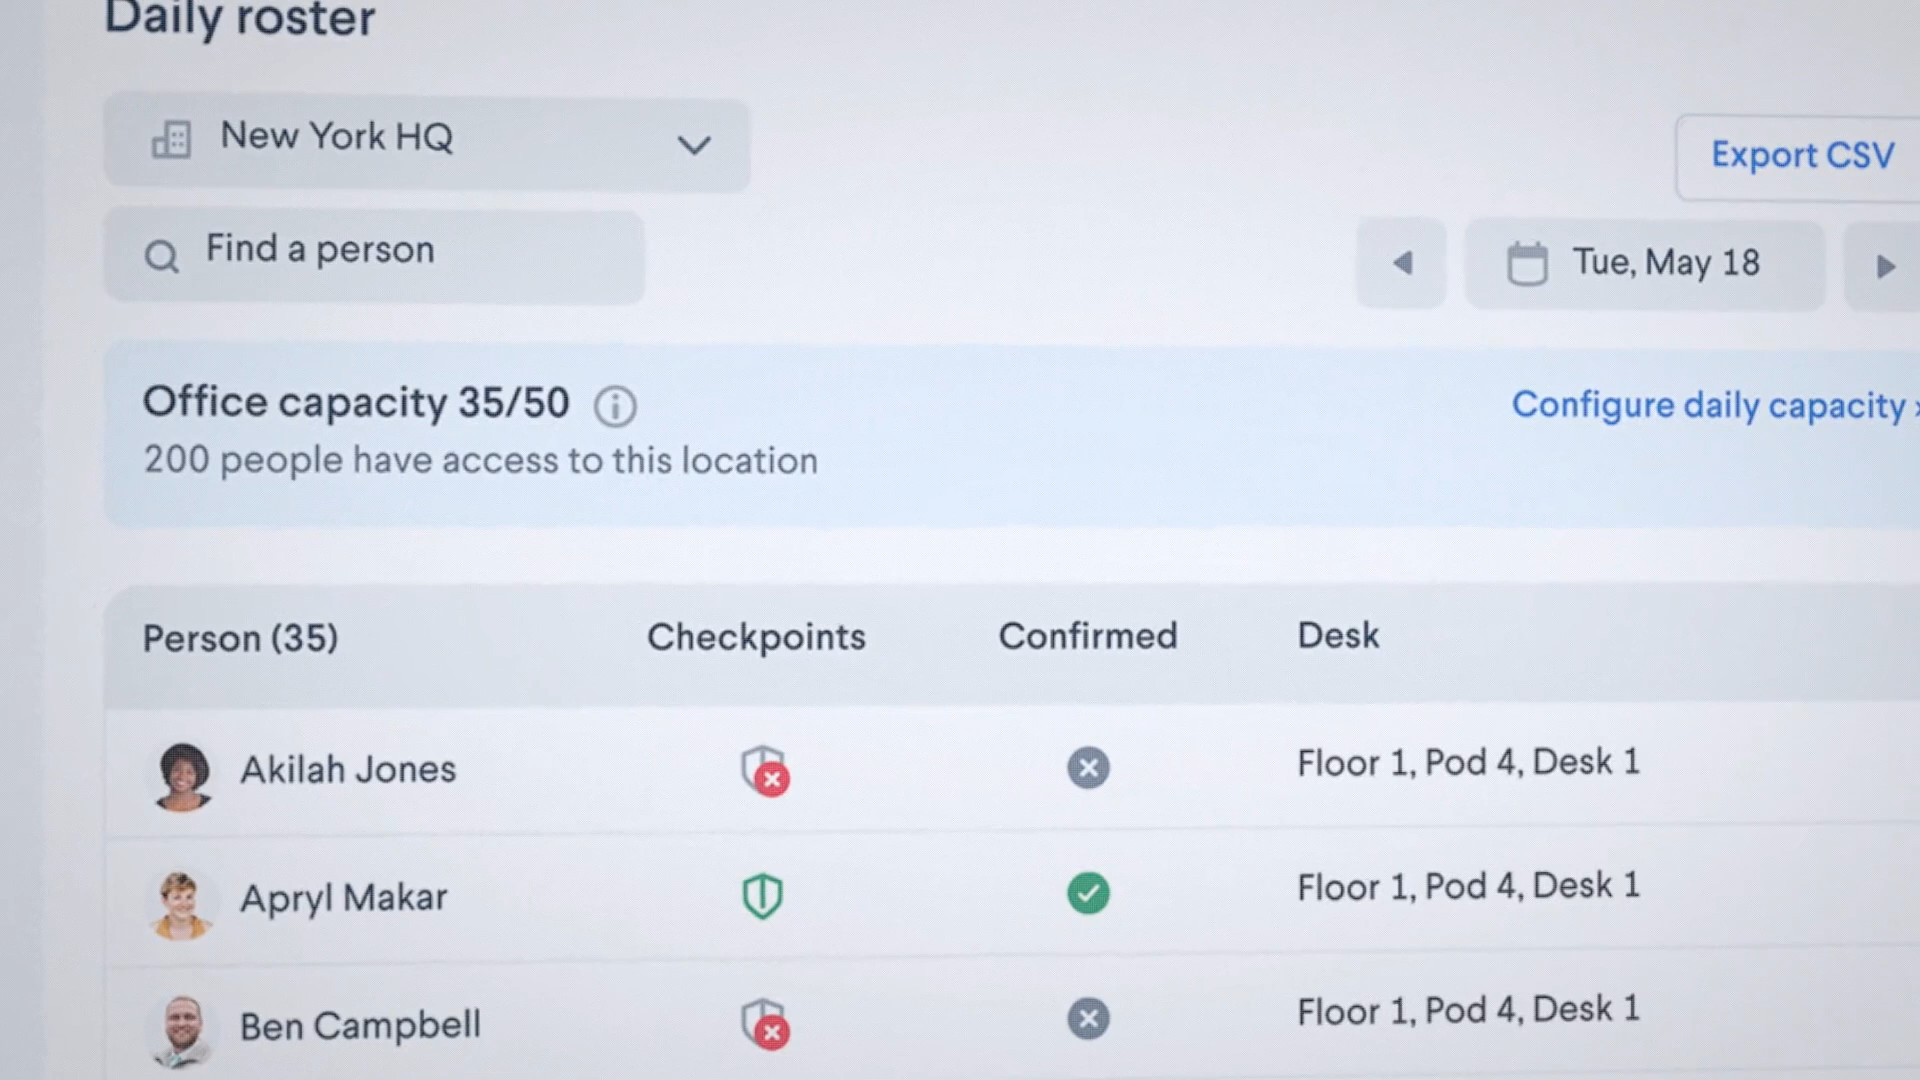 Daily roster
New York HQ
Export CSV
Find a person
Tue, May 18
Office capacity 35/50
Configure daily capacity ›
200 people have access to this location
Person (35) Checkpoints Confirmed Desk
Akilah Jones Floor 1, Pod 4, Desk 1
Apryl Makar Floor 1, Pod 4, Desk 1
Ben Campbell Floor 1, Pod 4, Desk 1